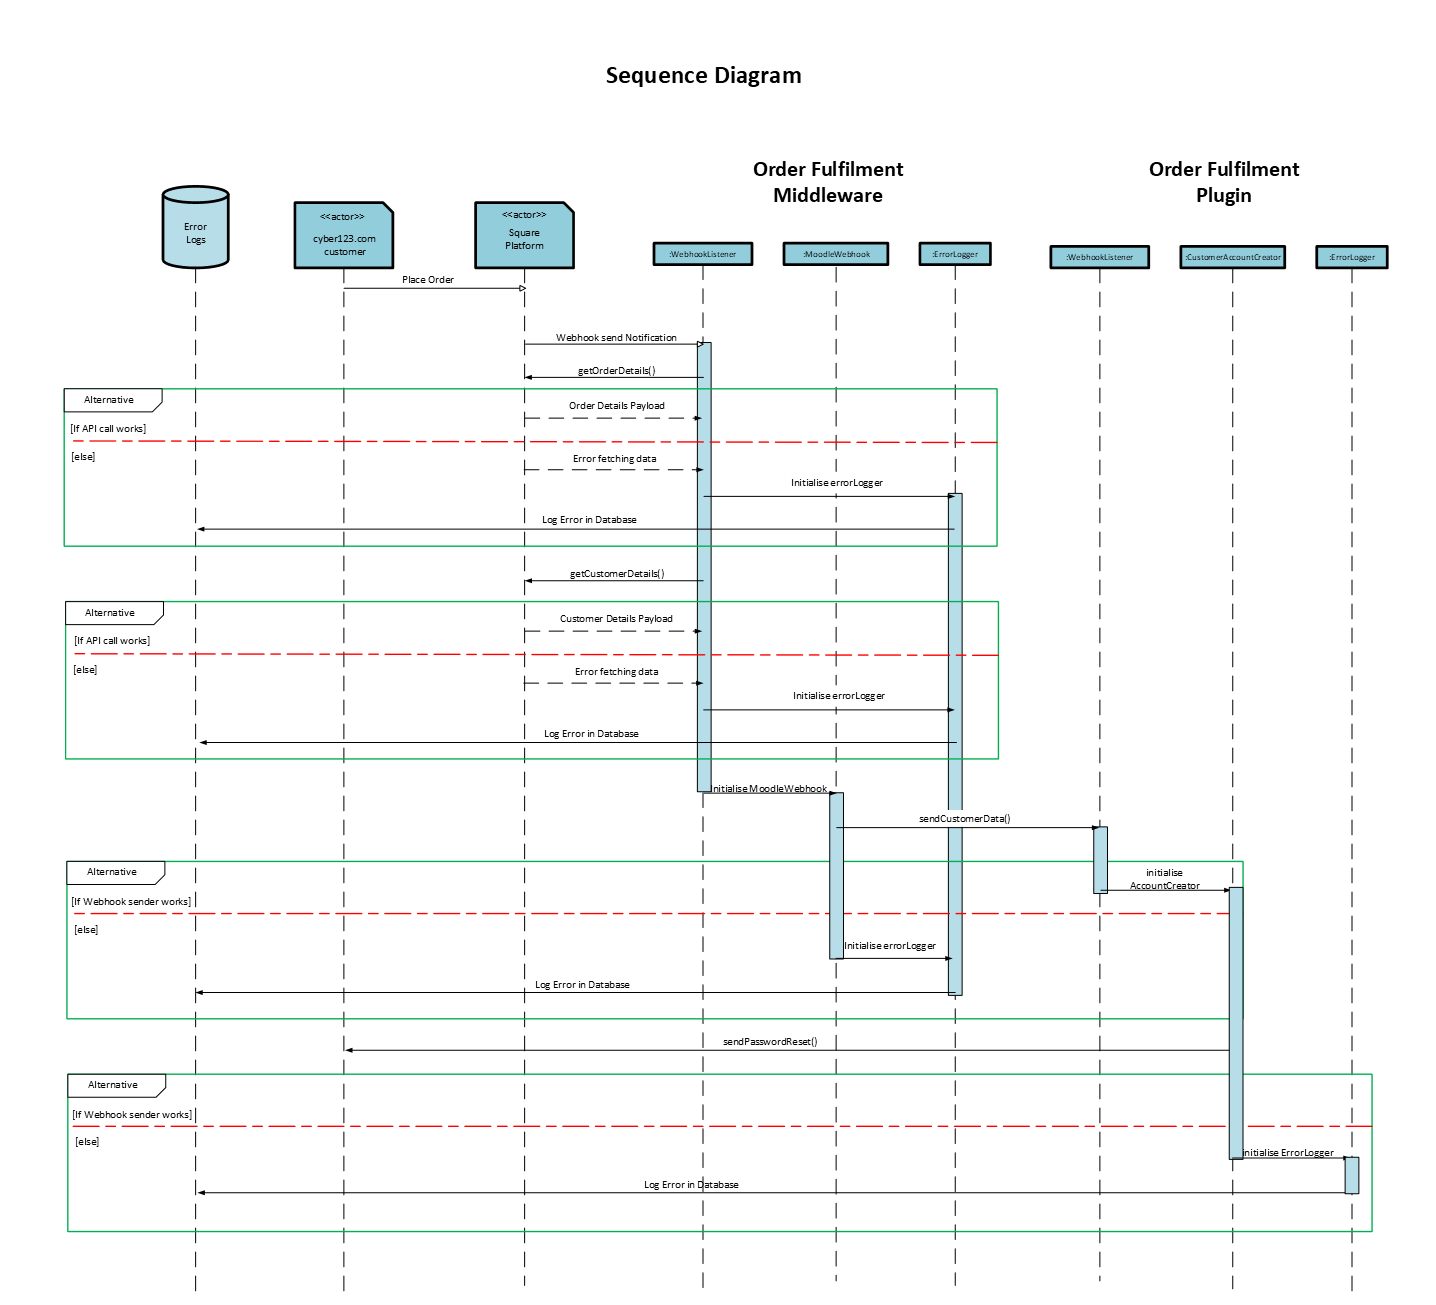 Sequence Diagram
Order Fulfilment
Middleware
Order Fulfilment
Plugin
Error
Logs
<<actor>>
cyber123.com
customer
<<actor>>
Square
Platform
:WebhookListener
:MoodleWebhook
:ErrorLogger
:WebhookListener
:CustomerAccountCreator
:ErrorLogger
Place Order
Webhook send Notification
getOrderDetails()
Alternative
Order Details Payload
[If API call works]
[else]
Error fetching data
Initialise errorLogger
Log Error in Database
getCustomerDetails()
Alternative
Customer Details Payload
[If API call works]
[else]
Error fetching data
Initialise errorLogger
Log Error in Database
Initialise MoodleWebhook
sendCustomerData()
Alternative
initialise
AccountCreator
[If Webhook sender works]
[else]
Initialise errorLogger
Log Error in Database
sendPasswordReset()
Alternative
[If Webhook sender works]
[else]
initialise ErrorLogger
Log Error in Database